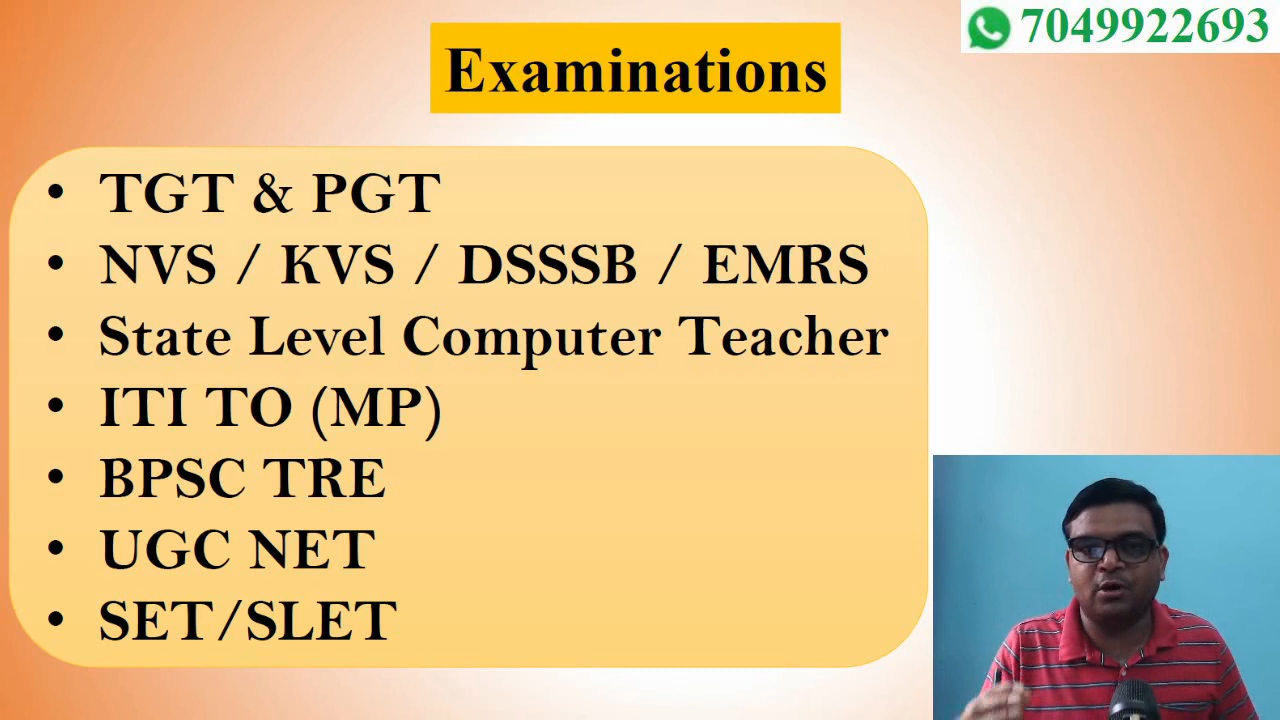 7049922693
Examinations
• TGT & PGT
• NVS / KVS / DSSSB / EMRS
• State Level Computer Teacher
• ITI TO (MP)
• BPSC TRE
• UGC NET
• SET/SLET